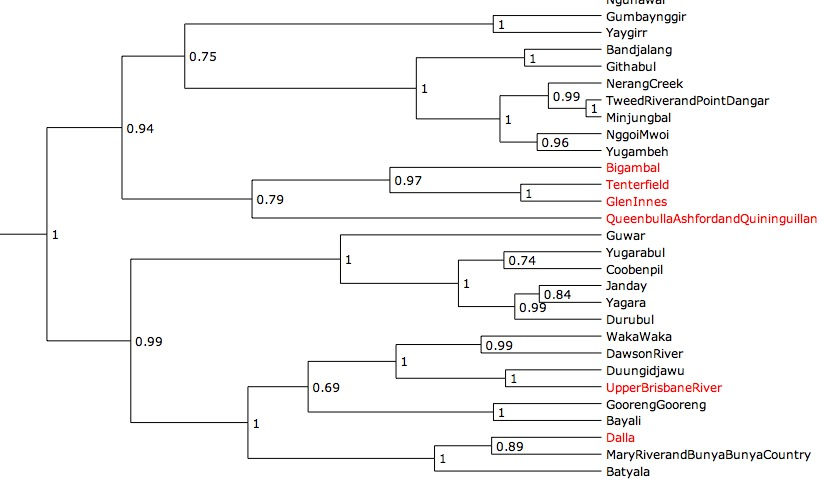 Gumbaynggir
1
Yaygirr
0.75
Bandjalang
1
Githabul
1
NerangCreek
0.99
TweedRiverandPointDangar
1
Minjungbal
1
NggoiMwoi
0.96
Yugambeh
0.94
Bigambal
0.97
Tenterfield
1
GlenInnes
0.79
QueenbullaAshfordandQuininguillan
1
Guwar
1
Yugarabul
0.74
Coobenpil
1
Janday
0.84
Yagara
0.99
Durubul
0.99
WakaWaka
0.99
DawsonRiver
1
Duungidjawu
1
UpperBrisbaneRiver
0.69
GoorengGooreng
1
Bayali
1
Dalla
0.89
MaryRiverandBunyaBunyaCountry
1
Batyala